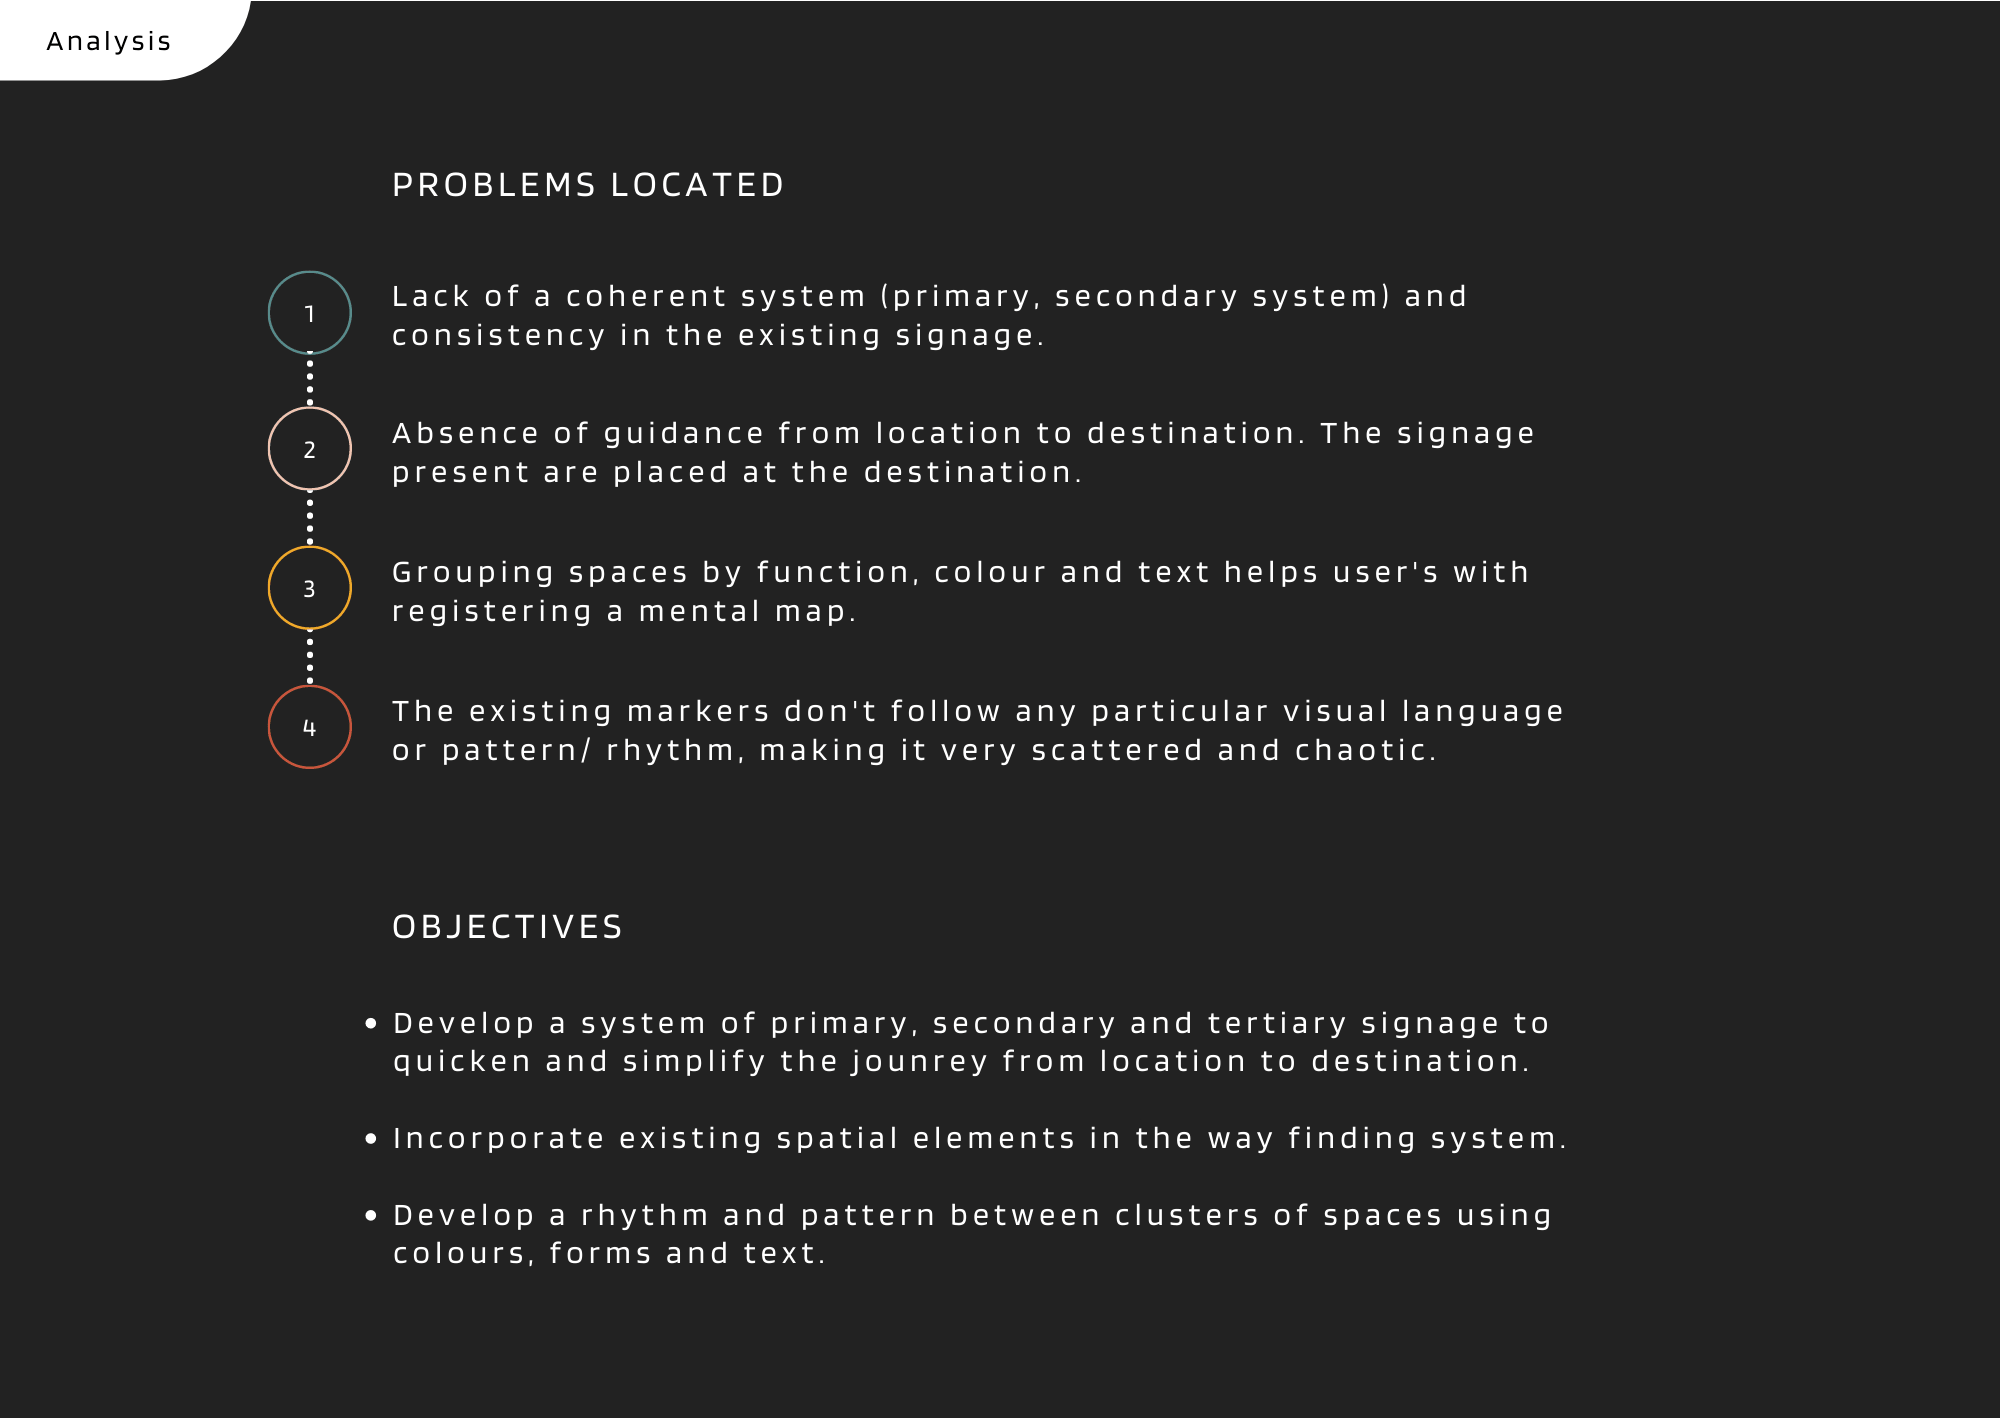 Analysis
PROBLEMS LOCATED
1
Lack of a coherent system (primary, secondary system) and
consistency in the existing signage.
2
Absence of guidance from location to destination. The signage
present are placed at the destination.
3
Grouping spaces by function, colour and text helps user's with
registering a mental map.
4
The existing markers don't follow any particular visual language
or pattern/ rhythm, making it very scattered and chaotic.
OBJECTIVES
• Develop a system of primary, secondary and tertiary signage to
quicken and simplify the jounrey from location to destination.
• Incorporate existing spatial elements in the way finding system.
• Develop a rhythm and pattern between clusters of spaces using
colours, forms and text.